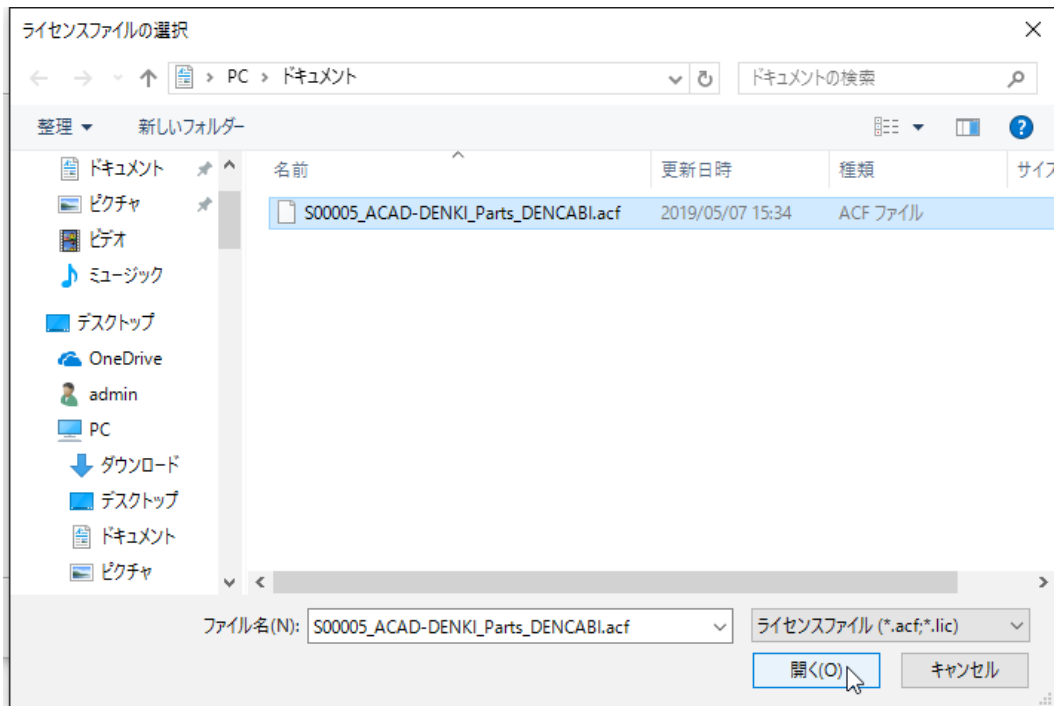 ライセンスファイルの選択
PC > ドキュメント
ドキュメントの検索
整理 新しいフォルダー
名前 更新日時 種類 サイズ
ドキュメント
ピクチャ
ビデオ
ミュージック
デスクトップ
OneDrive
admin
PC
ダウンロード
デスクトップ
ドキュメント
ピクチャ
S00005_ACAD-DENKI_Parts_DENCABI.acf 2019/05/07 15:34 ACF ファイル
ファイル名(N): S00005_ACAD-DENKI_Parts_DENCABI.acf ライセンスファイル (*.acf;*.lic)
開く(O) キャンセル